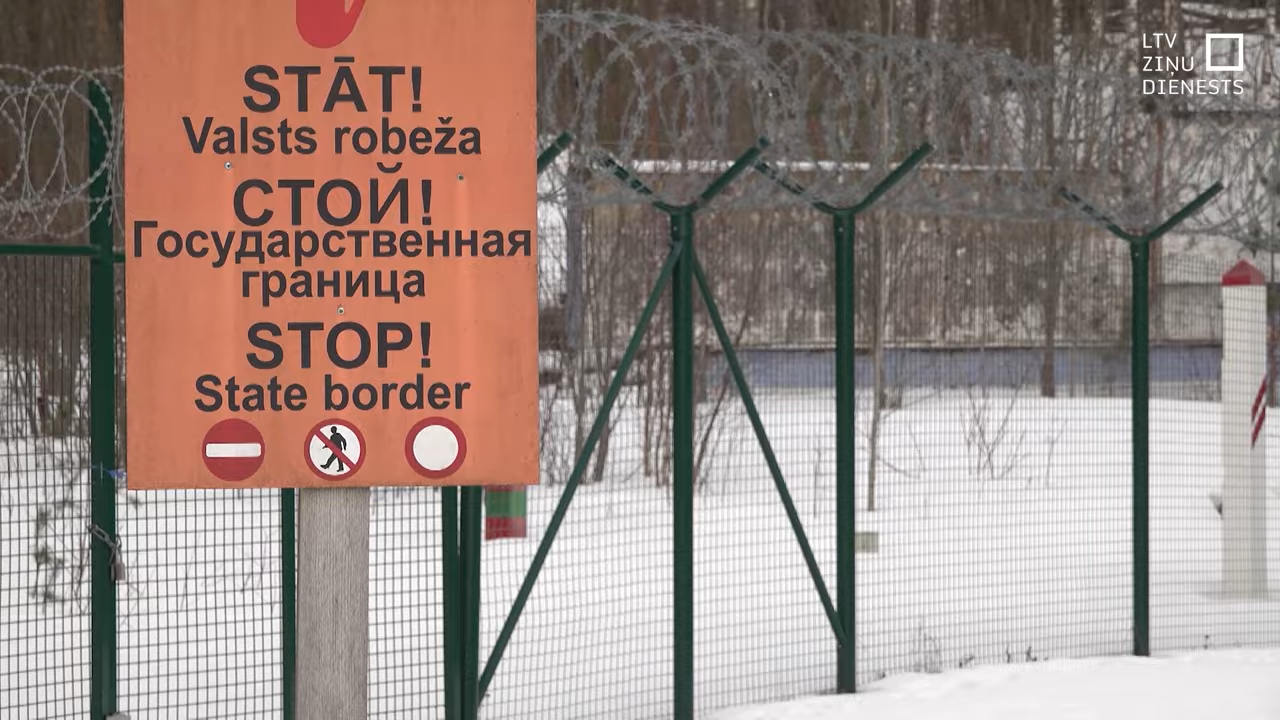 STĀT!
Valsts robeža
СТОЙ!
Государственная
граница
STOP!
State border
LTV
ZIŅU
DIENESTS